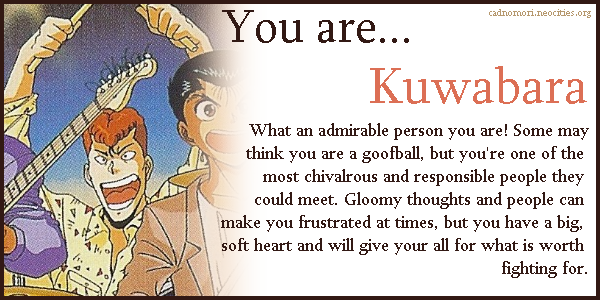 cadnomori.neocities.org
You are...
Kuwabara
What an admirable person you are! Some may
think you are a goofball, but you're one of the
most chivalrous and responsible people they
could meet. Gloomy thoughts and people can
make you frustrated at times, but you have a big,
soft heart and will give your all for what is worth
fighting for.